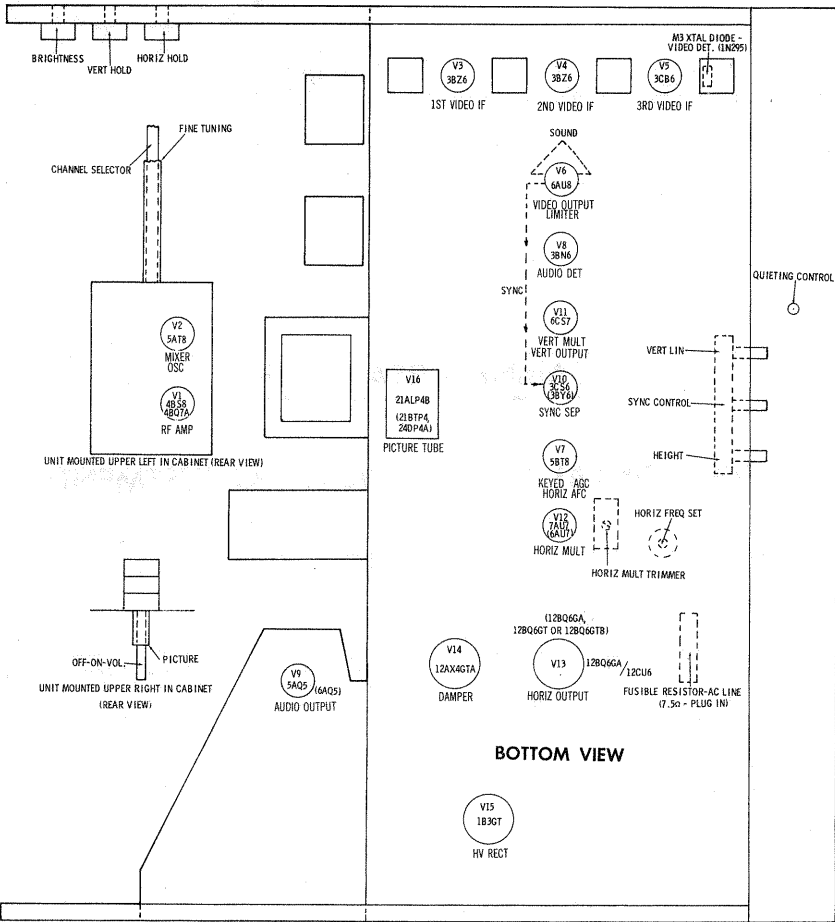 BRIGHTNESS
VERT HOLD
HORIZ HOLD
M3 XTAL DIODE -
VIDEO DET. (1N295)
V3
3BZ6
1ST VIDEO IF
V4
3BZ6
2ND VIDEO IF
V5
3CB6
3RD VIDEO IF
FINE TUNING
CHANNEL SELECTOR
SOUND
V6
6AU8
VIDEO OUTPUT
LIMITER
V8
3BN6
AUDIO DET
SYNC
QUIETING CONTROL
V2
5AT8
MIXER
OSC
V1
4BS8
4BQ7A
RF AMP
UNIT MOUNTED UPPER LEFT IN CABINET (REAR VIEW)
V11
6CS7
VERT MULT
VERT OUTPUT
V16
21ALP4B
(21BTP4,
24DP4A)
PICTURE TUBE
V10
3CS6
(3BY6)
SYNC SEP
VERT LIN
SYNC CONTROL
HEIGHT
V7
5BT8
KEYED AGC
HORIZ AFC
V12
7AU7
(6AU7)
HORIZ MULT
HORIZ FREQ SET
HORIZ MULT TRIMMER
OFF-ON-VOL.
PICTURE
UNIT MOUNTED UPPER RIGHT IN CABINET
(REAR VIEW)
V9
5AQ5
(6AQ5)
AUDIO OUTPUT
V14
12AX4GTA
DAMPER
(12BQ6GA,
12BQ6GT OR 12BQ6GTB)
V13
12BQ6GA
/12CU6
HORIZ OUTPUT
FUSIBLE RESISTOR-AC LINE
(7.5Ω - PLUG IN)
BOTTOM VIEW
V15
1B3GT
HV RECT